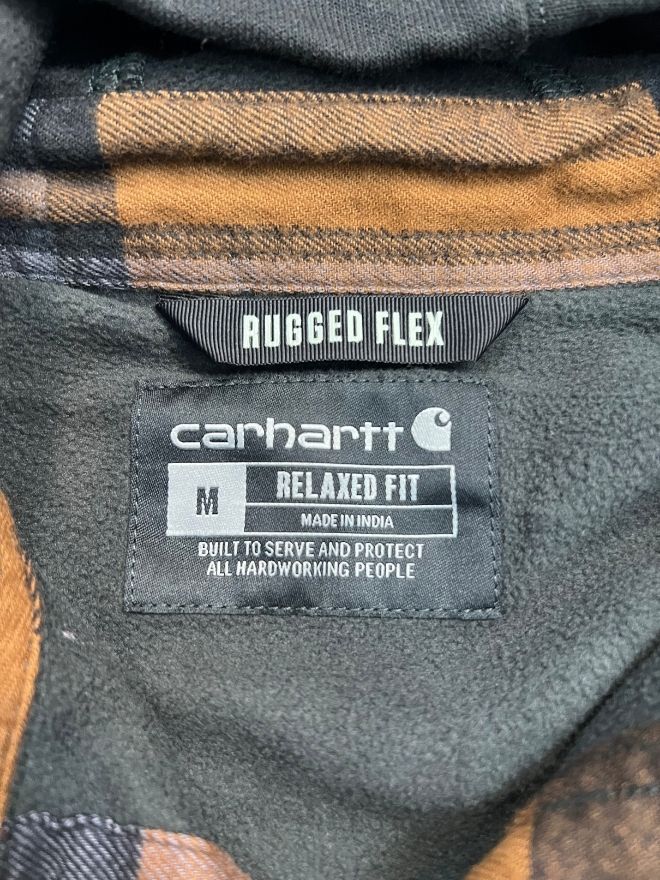 RUGGED FLEX
carhartt
M
RELAXED FIT
MADE IN INDIA
BUILT TO SERVE AND PROTECT
ALL HARDWORKING PEOPLE